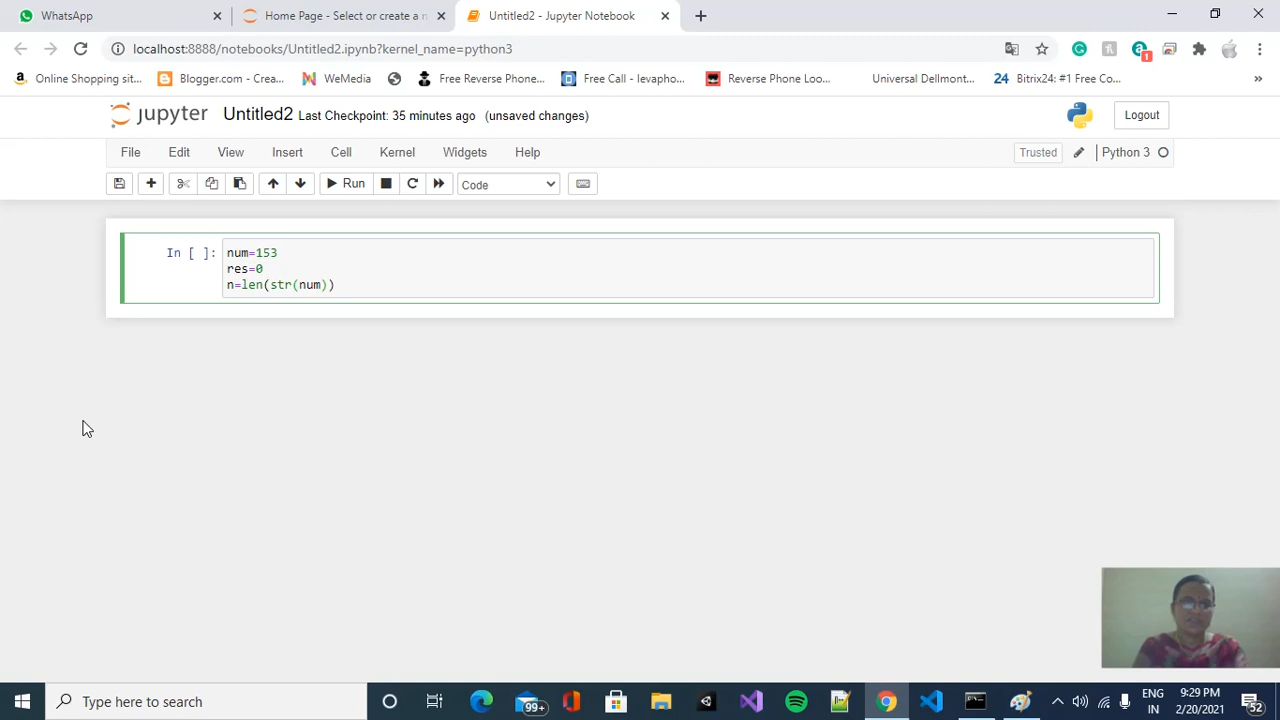 WhatsApp
Home Page - Select or create a n
Untitled2 - Jupyter Notebook
localhost:8888/notebooks/Untitled2.ipynb?kernel_name=python3
1
Online Shopping sit...
Blogger.com - Crea...
WeMedia
Free Reverse Phone...
Free Call - levapho...
Reverse Phone Loo...
Universal Dellmont...
24 Bitrix24: #1 Free Co...
»
jupyter Untitled2 Last Checkpoint: 35 minutes ago (unsaved changes)
Logout
File Edit View Insert Cell Kernel Widgets Help
Trusted
Python 3
Run
Code
In [ ]:
num=153
res=0
n=len(str(num))
Type here to search
99+
ENG
IN
9:29 PM
2/20/2021
52